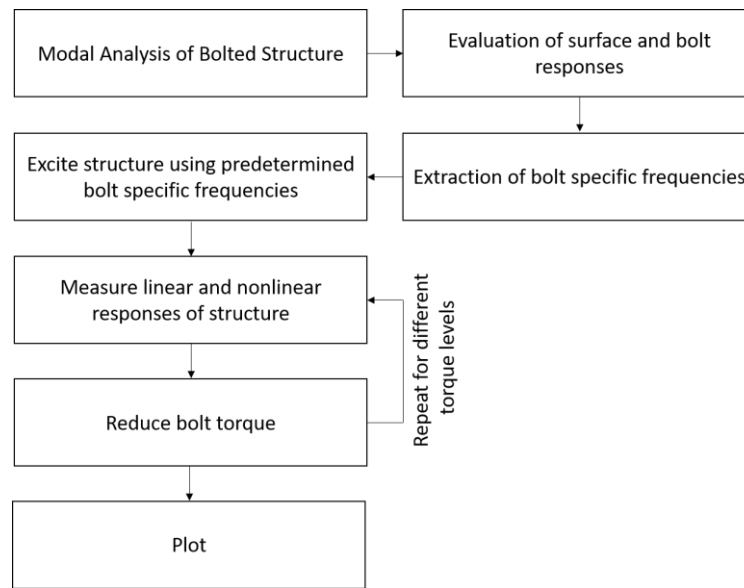 Modal Analysis of Bolted Structure
Evaluation of surface and bolt
responses
Excite structure using predetermined
bolt specific frequencies
Extraction of bolt specific frequencies
Measure linear and nonlinear
responses of structure
Repeat for different
torque levels
Reduce bolt torque
Plot